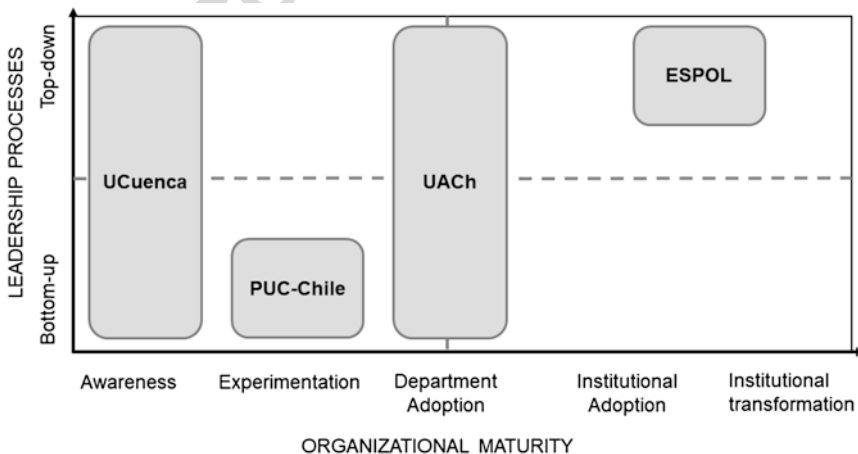 LEADERSHIP PROCESSES
Top-down
Bottom-up
UCuenca
PUC-Chile
UACh
ESPOL
Awareness
Experimentation
Department
Adoption
Institutional
Adoption
Institutional
transformation
ORGANIZATIONAL MATURITY